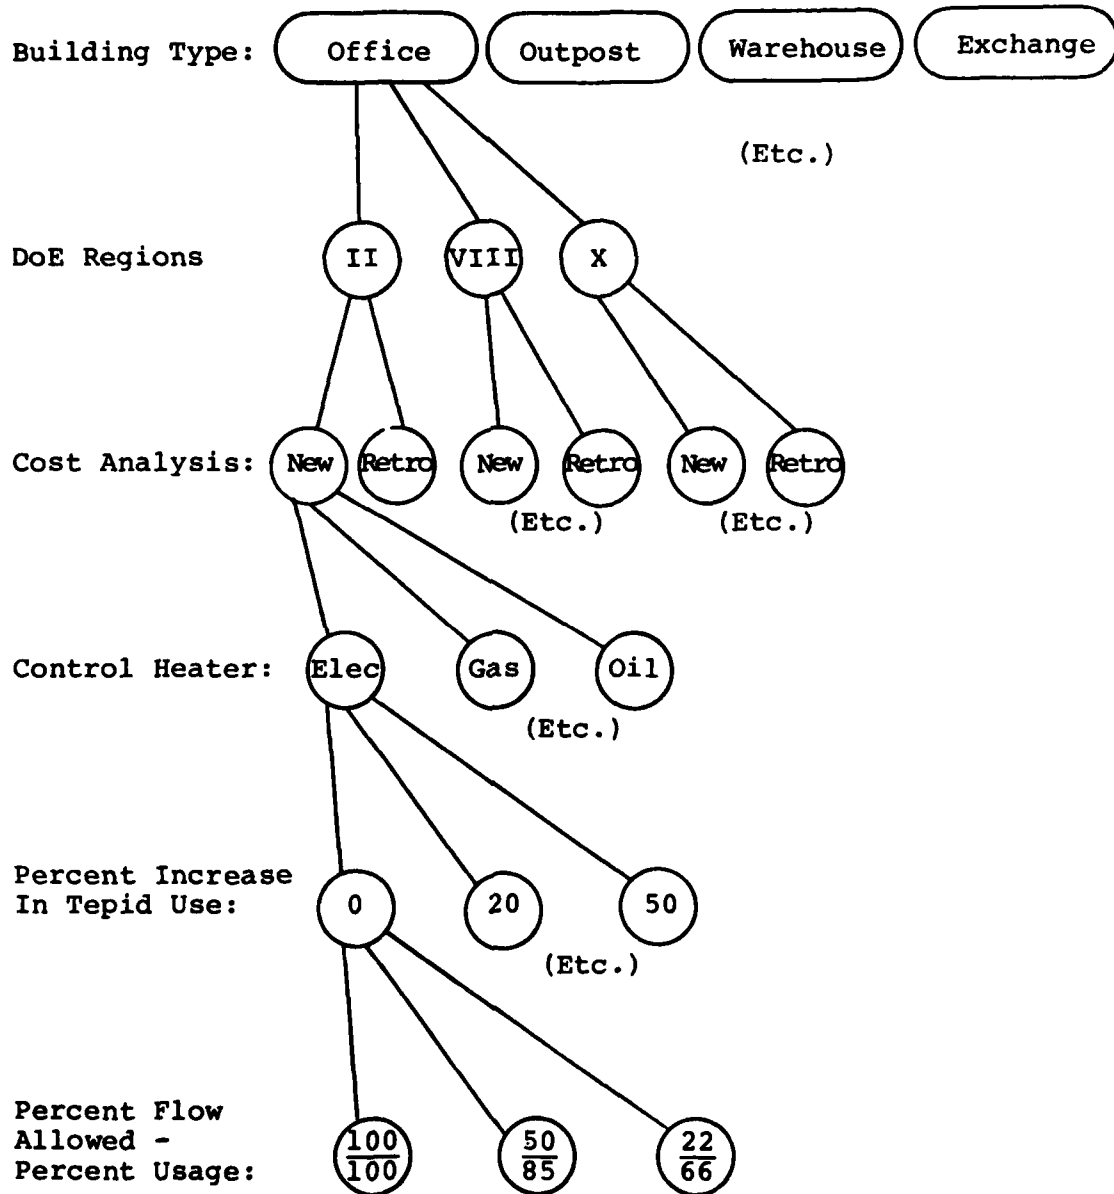 Building Type: Office Outpost Warehouse Exchange
(Etc.)
DoE Regions II VIII X
Cost Analysis: New Retro New Retro New Retro
(Etc.) (Etc.)
Control Heater: Elec Gas Oil
(Etc.)
Percent Increase
In Tepid Use: 0 20 50
(Etc.)
Percent Flow
Allowed - 100 50 22
Percent Usage: 100 85 66